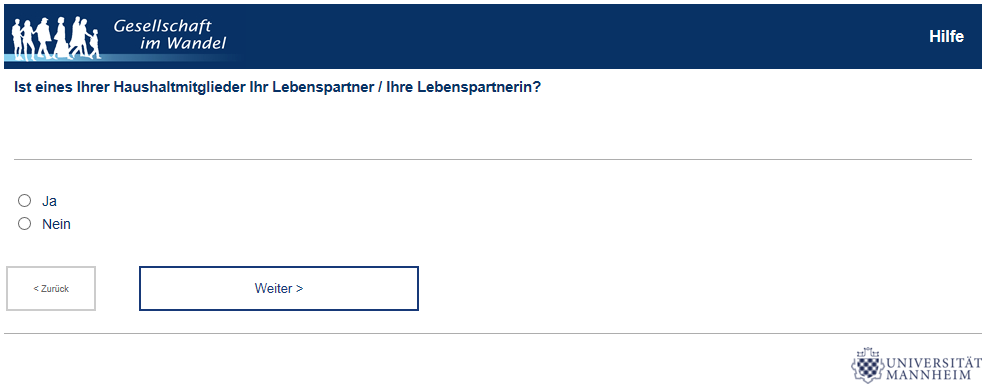 Gesellschaft
im Wandel
Hilfe
Ist eines Ihrer Haushaltmitglieder Ihr Lebenspartner / Ihre Lebenspartnerin?
Ja
Nein
< Zurück
Weiter >
UNIVERSITÄT
MANNHEIM